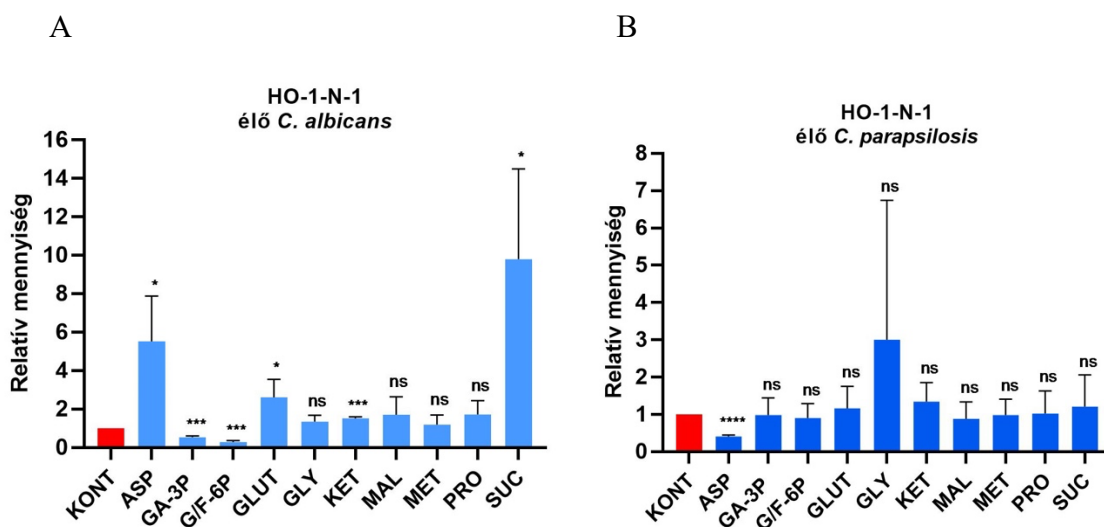 A
HO-1-N-1
élő C. albicans
Relatív mennyiség
16
14
12
10
8
6
4
2
0
*
***
***
*
ns
***
ns
ns
ns
*
KONT
ASP
GA-3P
G/F-6P
GLUT
GLY
KET
MAL
MET
PRO
SUC
B
HO-1-N-1
élő C. parapsilosis
Relatív mennyiség
8
7
6
5
4
3
2
1
0
****
ns
ns
ns
ns
ns
ns
ns
ns
ns
KONT
ASP
GA-3P
G/F-6P
GLUT
GLY
KET
MAL
MET
PRO
SUC